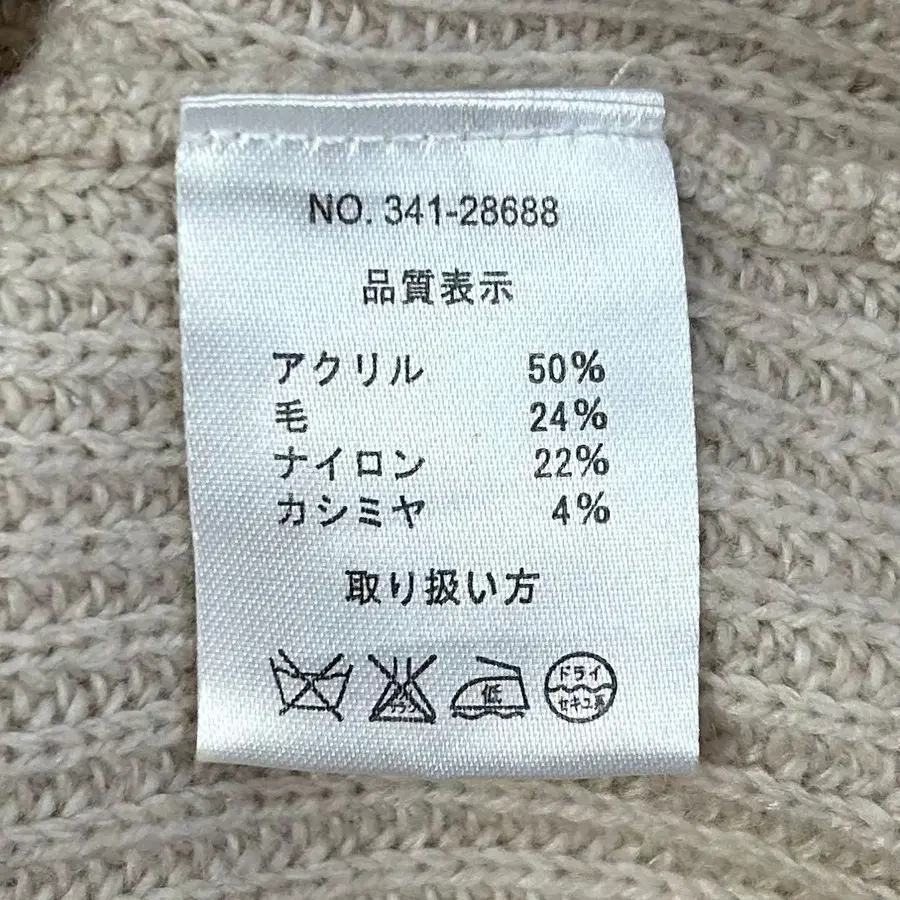 NO. 341-28688
品質表示
アクリル 50%
毛 24%
ナイロン 22%
カシミヤ 4%
取り扱い方
低 ドライ
セキユ系